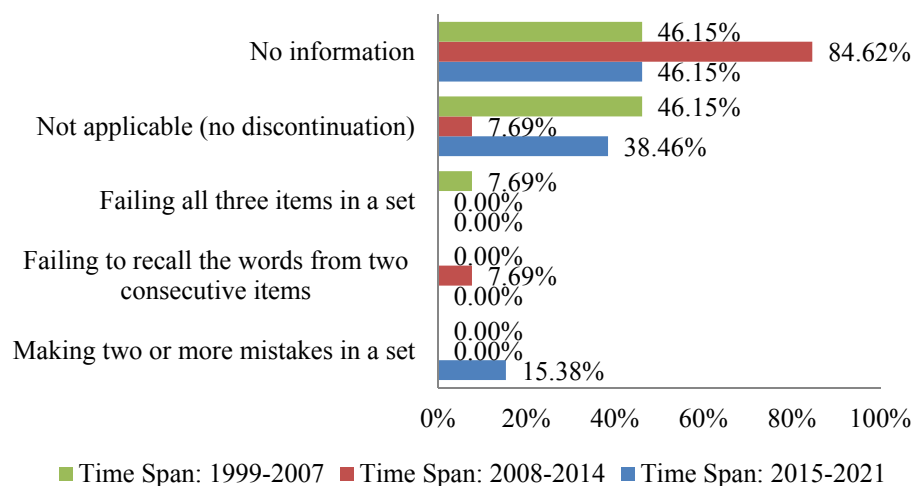 No information
46.15%
84.62%
46.15%
Not applicable (no discontinuation)
46.15%
7.69%
38.46%
Failing all three items in a set
7.69%
0.00%
0.00%
Failing to recall the words from two
consecutive items
0.00%
7.69%
0.00%
Making two or more mistakes in a set
0.00%
0.00%
15.38%
0% 20% 40% 60% 80% 100%
Time Span: 1999-2007 Time Span: 2008-2014 Time Span: 2015-2021